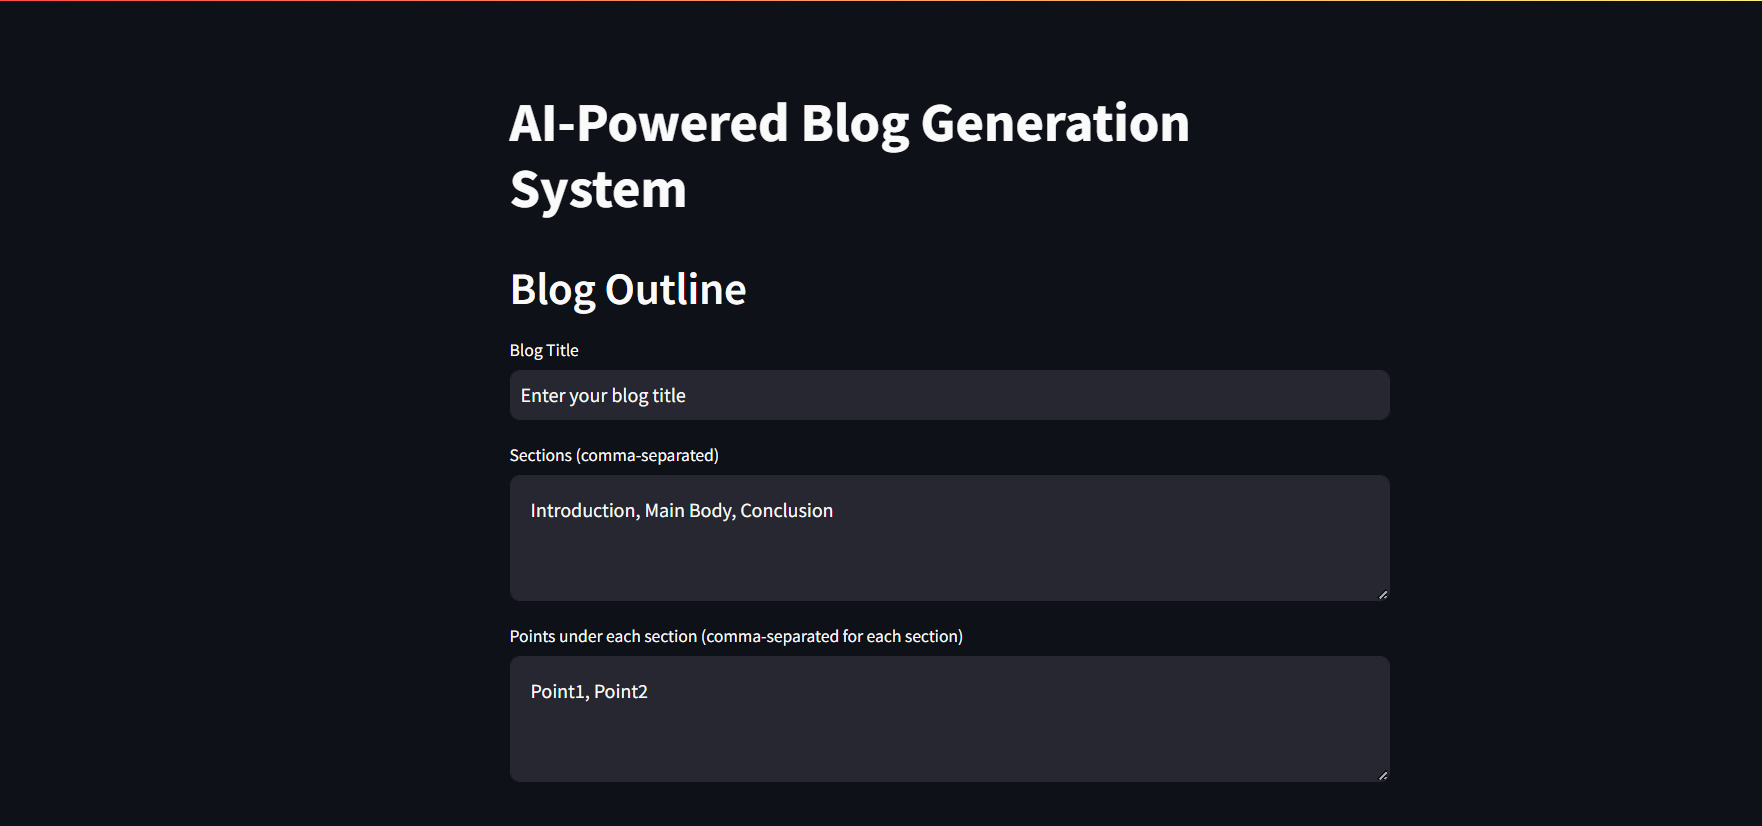 AI-Powered Blog Generation
System
Blog Outline
Blog Title
Enter your blog title
Sections (comma-separated)
Introduction, Main Body, Conclusion
Points under each section (comma-separated for each section)
Point1, Point2